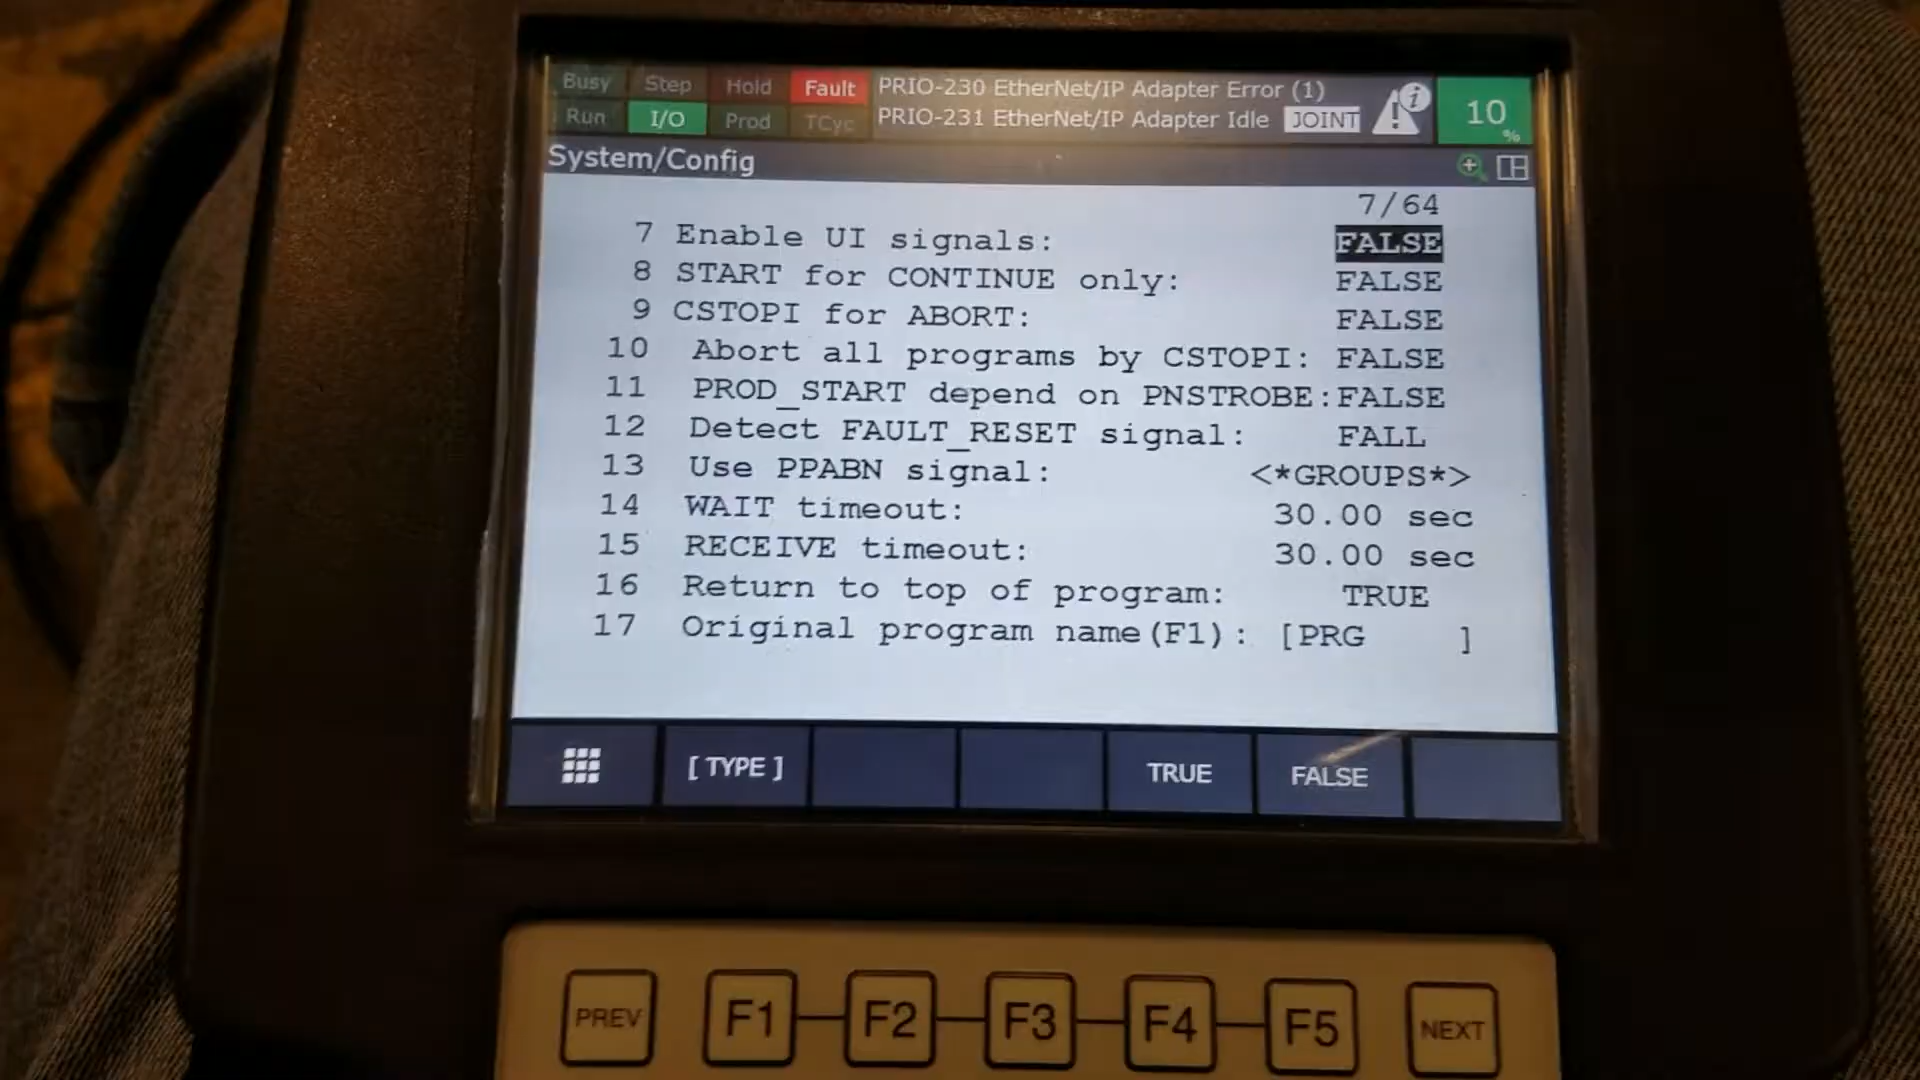 Busy Step Hold Fault PRIO-230 EtherNet/IP Adapter Error (1)
Run I/O Prod TCyc PRIO-231 EtherNet/IP Adapter Idle JOINT 10 %
System/Config
7/64
7 Enable UI signals: FALSE
8 START for CONTINUE only: FALSE
9 CSTOPI for ABORT: FALSE
10 Abort all programs by CSTOPI: FALSE
11 PROD_START depend on PNSTROBE:FALSE
12 Detect FAULT_RESET signal: FALL
13 Use PPABN signal: <*GROUPS*>
14 WAIT timeout: 30.00 sec
15 RECEIVE timeout: 30.00 sec
16 Return to top of program: TRUE
17 Original program name(F1): [PRG ]
[ TYPE ] TRUE FALSE
PREV F1 F2 F3 F4 F5 NEXT